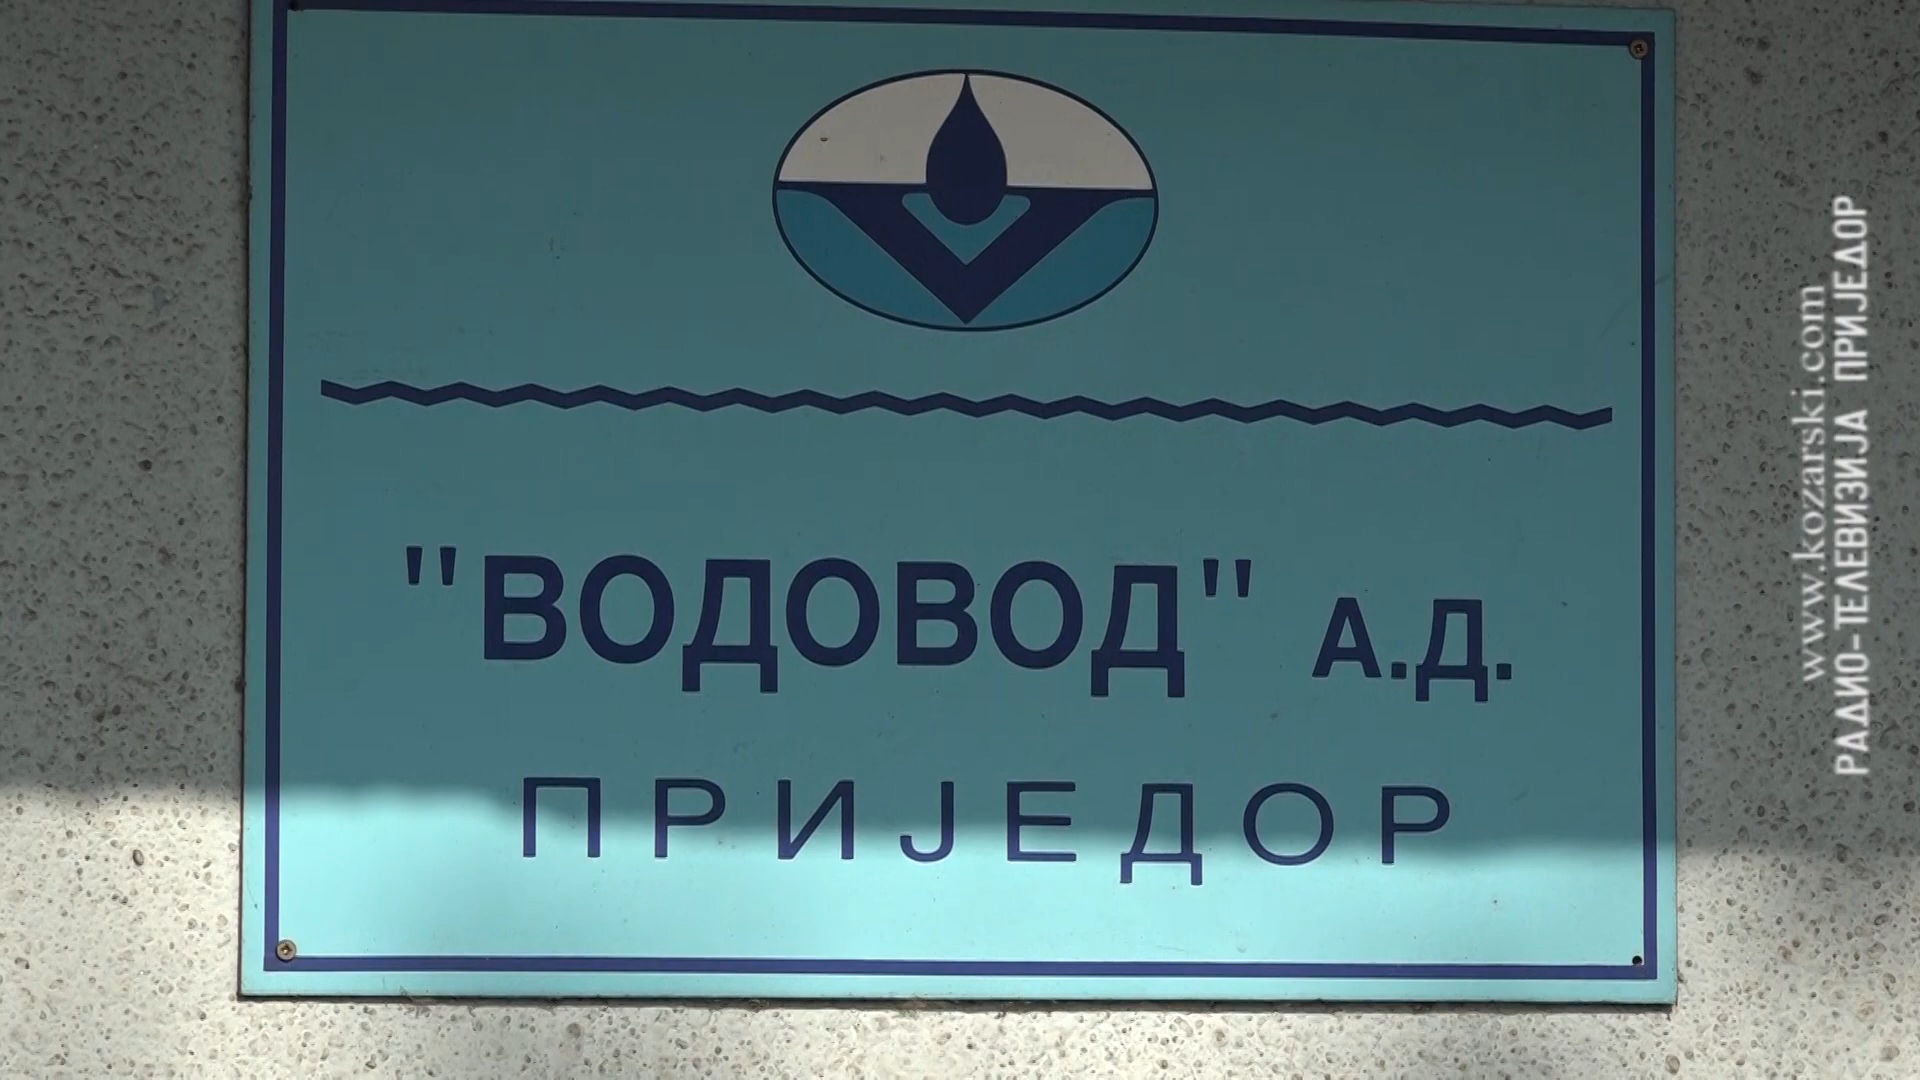 "ВОДОВОД" А.Д.
ПРИЈЕДОР
www.kozarski.com
РАДИО-ТЕЛЕВИЗИЈА ПРИЈЕДОР